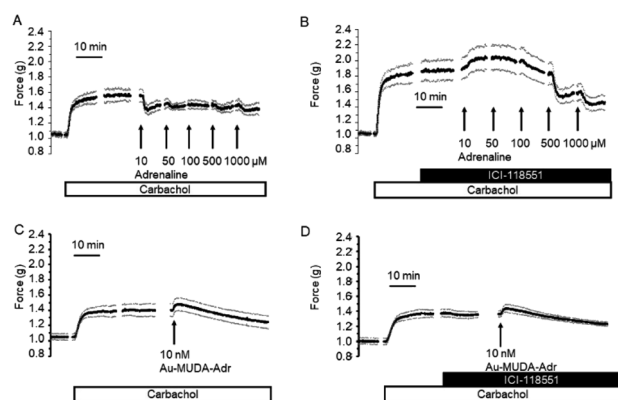 A
10 min
Force (g)
2.4
2.2
2.0
1.8
1.6
1.4
1.2
1.0
0.8
10 50 100 500 1000 µM
Adrenaline
Carbachol
B
Force (g)
2.4
2.2
2.0
1.8
1.6
1.4
1.2
1.0
0.8
10 min
10 50 100 500 1000 µM
Adrenaline
ICI-118551
Carbachol
C
10 min
Force (g)
2.4
2.2
2.0
1.8
1.6
1.4
1.2
1.0
0.8
10 nM
Au-MUDA-Adr
Carbachol
D
10 min
Force (g)
2.4
2.2
2.0
1.8
1.6
1.4
1.2
1.0
0.8
10 nM
Au-MUDA-Adr
ICI-118551
Carbachol